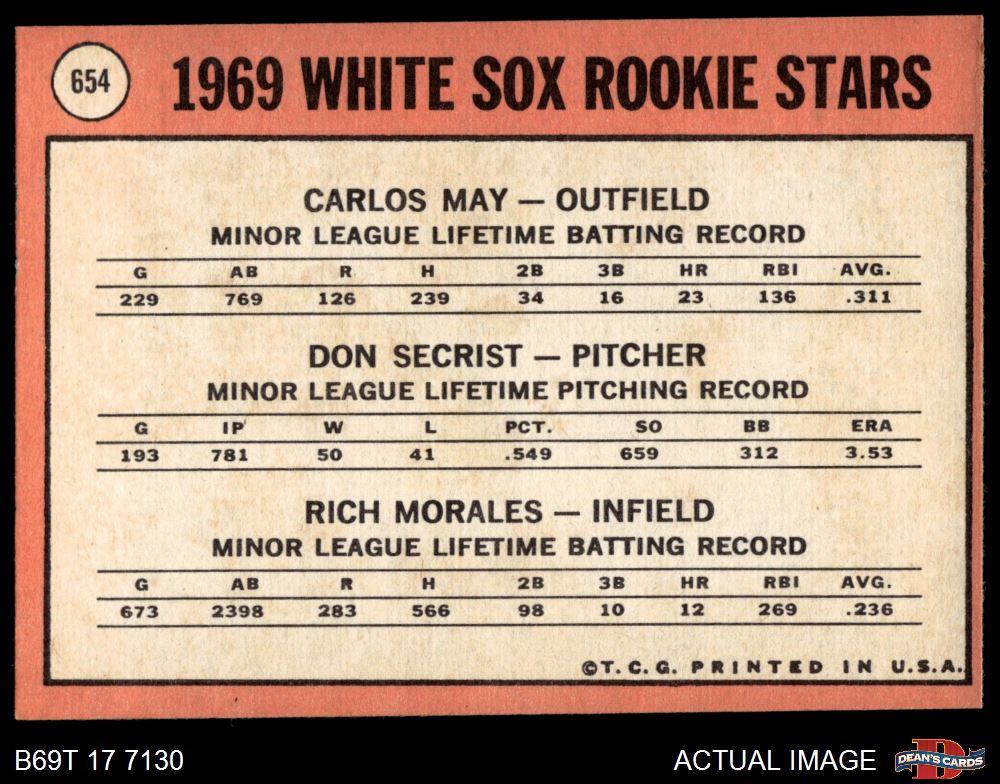 654
1969 WHITE SOX ROOKIE STARS
CARLOS MAY — OUTFIELD
MINOR LEAGUE LIFETIME BATTING RECORD
G AB R H 2B 3B HR RBI AVG.
229 769 126 239 34 16 23 136 .311
DON SECRIST — PITCHER
MINOR LEAGUE LIFETIME PITCHING RECORD
G IP W L PCT. SO BB ERA
193 781 50 41 .549 659 312 3.53
RICH MORALES — INFIELD
MINOR LEAGUE LIFETIME BATTING RECORD
G AB R H 2B 3B HR RBI AVG.
673 2398 283 566 98 10 12 269 .236
©T.C.G. PRINTED IN U.S.A.
B69T 17 7130 ACTUAL IMAGE DEAN'S CARDS